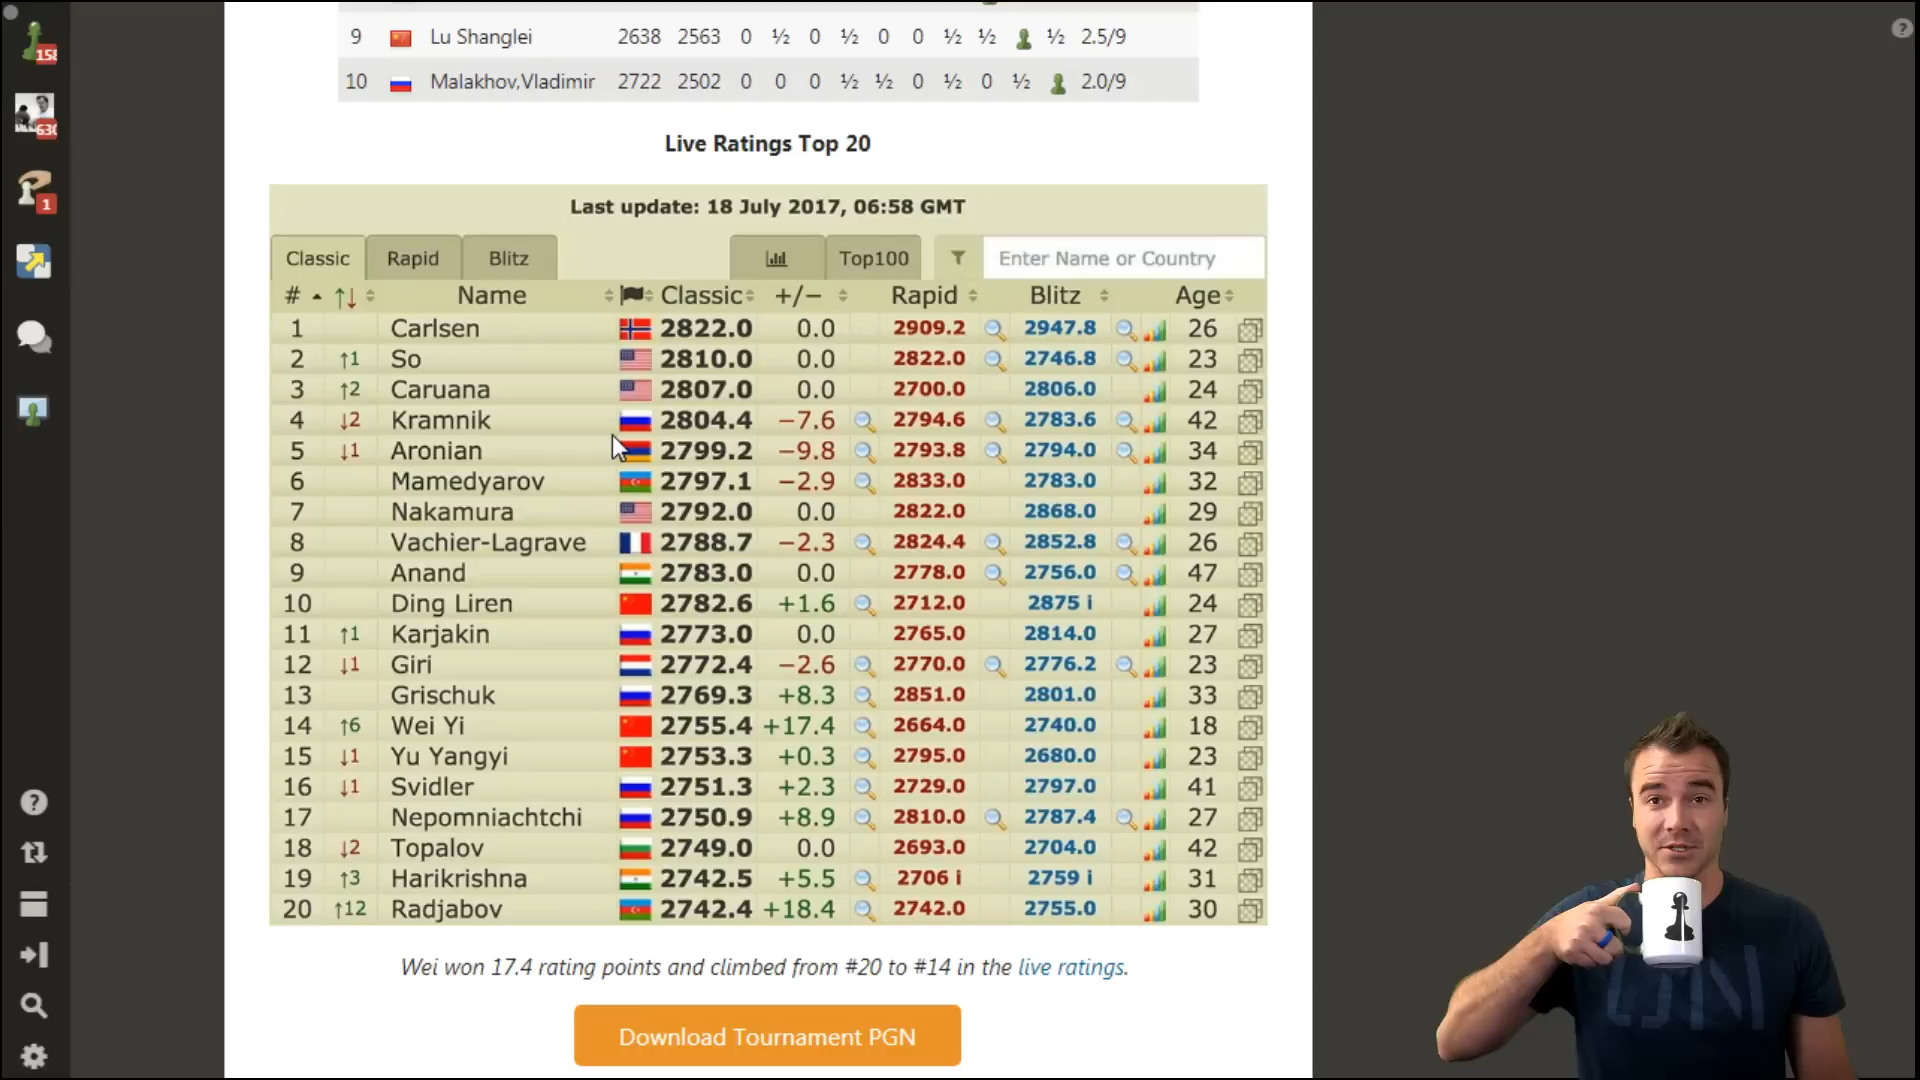 9 Lu Shanglei 2638 2563 0 ½ 0 ½ 0 0 ½ ½ ½ 2.5/9
10 Malakhov,Vladimir 2722 2502 0 0 0 ½ ½ 0 ½ 0 ½ 2.0/9
Live Ratings Top 20
Last update: 18 July 2017, 06:58 GMT
Classic Rapid Blitz Top100 Enter Name or Country
# Name Classic +/− Rapid Blitz Age
1 Carlsen 2822.0 0.0 2909.2 2947.8 26
2 ↑1 So 2810.0 0.0 2822.0 2746.8 23
3 ↑2 Caruana 2807.0 0.0 2700.0 2806.0 24
4 ↓2 Kramnik 2804.4 −7.6 2794.6 2783.6 42
5 ↓1 Aronian 2799.2 −9.8 2793.8 2794.0 34
6 Mamedyarov 2797.1 −2.9 2833.0 2783.0 32
7 Nakamura 2792.0 0.0 2822.0 2868.0 29
8 Vachier-Lagrave 2788.7 −2.3 2824.4 2852.8 26
9 Anand 2783.0 0.0 2778.0 2756.0 47
10 Ding Liren 2782.6 +1.6 2712.0 2875 i 24
11 ↑1 Karjakin 2773.0 0.0 2765.0 2814.0 27
12 ↓1 Giri 2772.4 −2.6 2770.0 2776.2 23
13 Grischuk 2769.3 +8.3 2851.0 2801.0 33
14 ↑6 Wei Yi 2755.4 +17.4 2664.0 2740.0 18
15 ↓1 Yu Yangyi 2753.3 +0.3 2795.0 2680.0 23
16 ↓1 Svidler 2751.3 +2.3 2729.0 2797.0 41
17 Nepomniachtchi 2750.9 +8.9 2810.0 2787.4 27
18 ↓2 Topalov 2749.0 0.0 2693.0 2704.0 42
19 ↑3 Harikrishna 2742.5 +5.5 2706 i 2759 i 31
20 ↑12 Radjabov 2742.4 +18.4 2742.0 2755.0 30
Wei won 17.4 rating points and climbed from #20 to #14 in the live ratings.
Download Tournament PGN
1